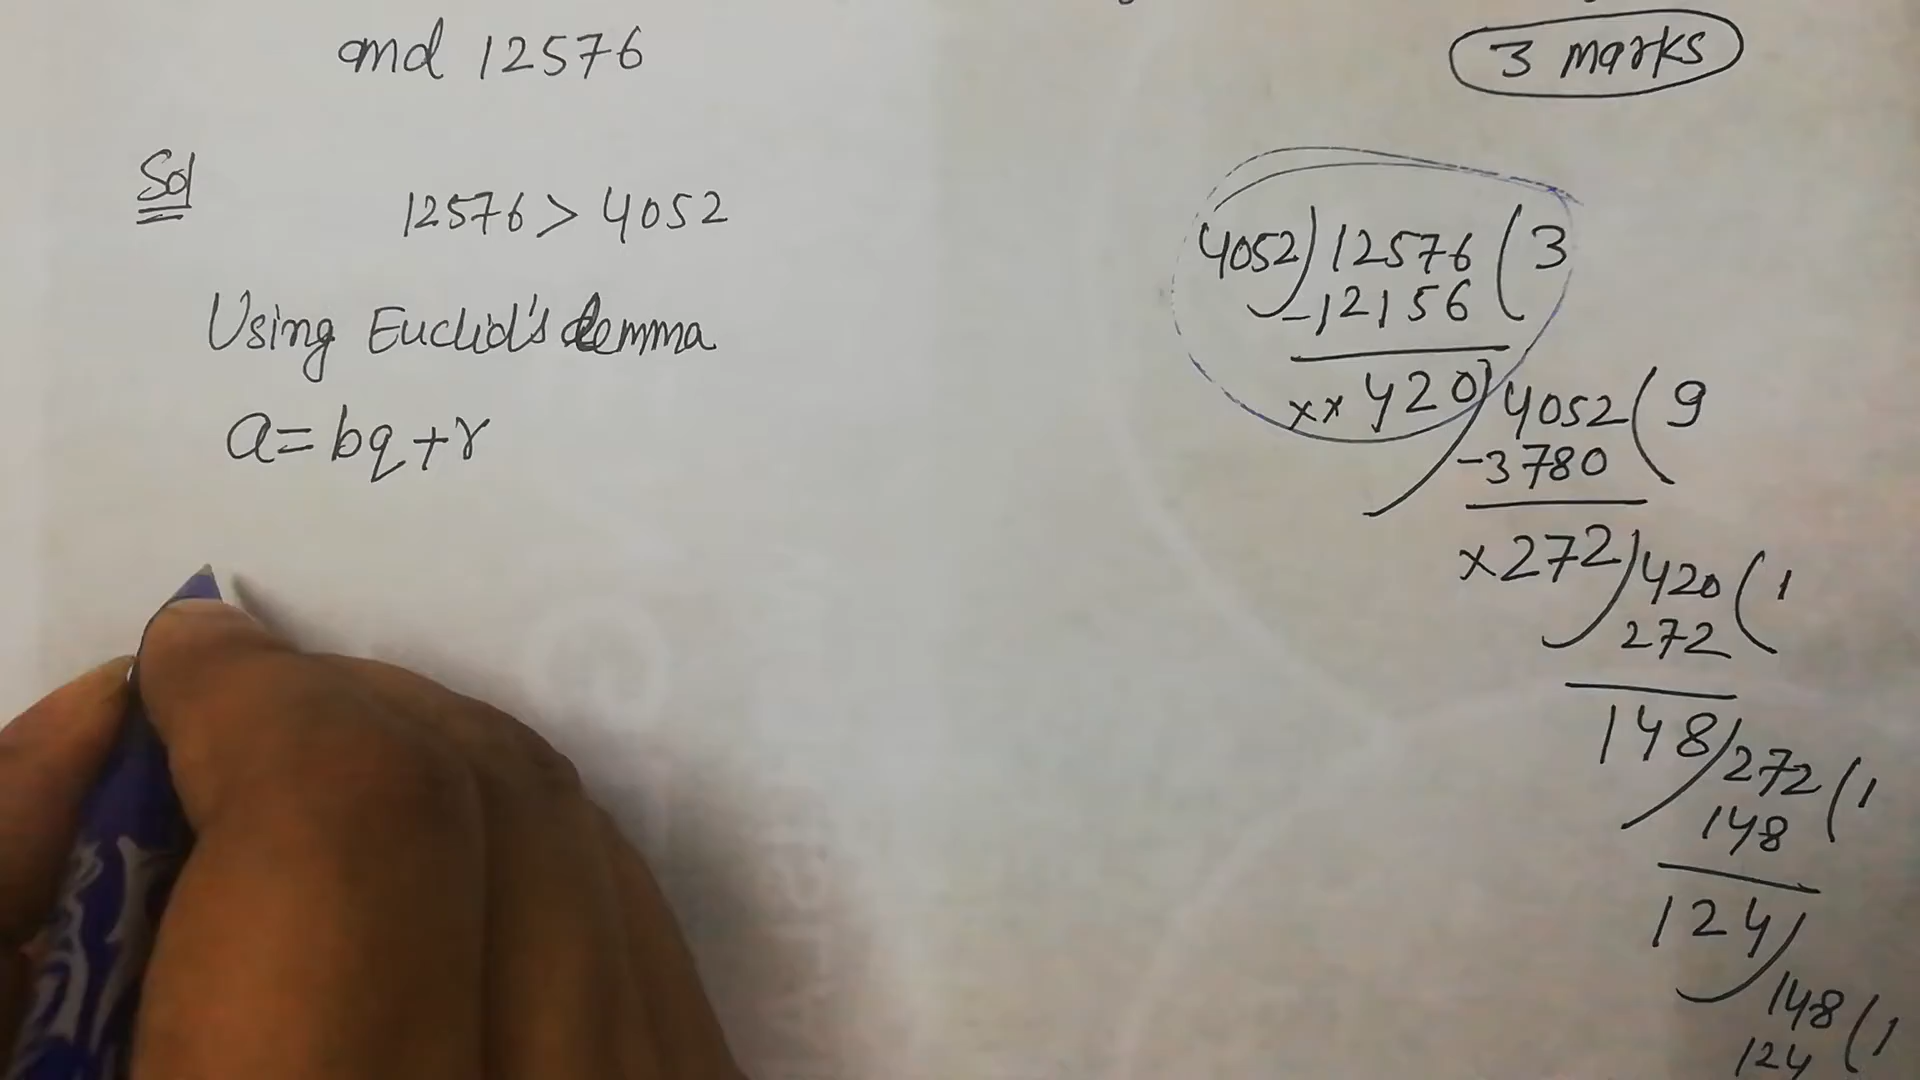 and 12576
3 marks
Sol
12576 > 4052
Using Euclid's lemma
a = bq + r
4052) 12576 ( 3
-12156
xx 420) 4052 ( 9
-3780
x 272) 420 ( 1
272
148) 272 ( 1
148
124) 148 ( 1
124